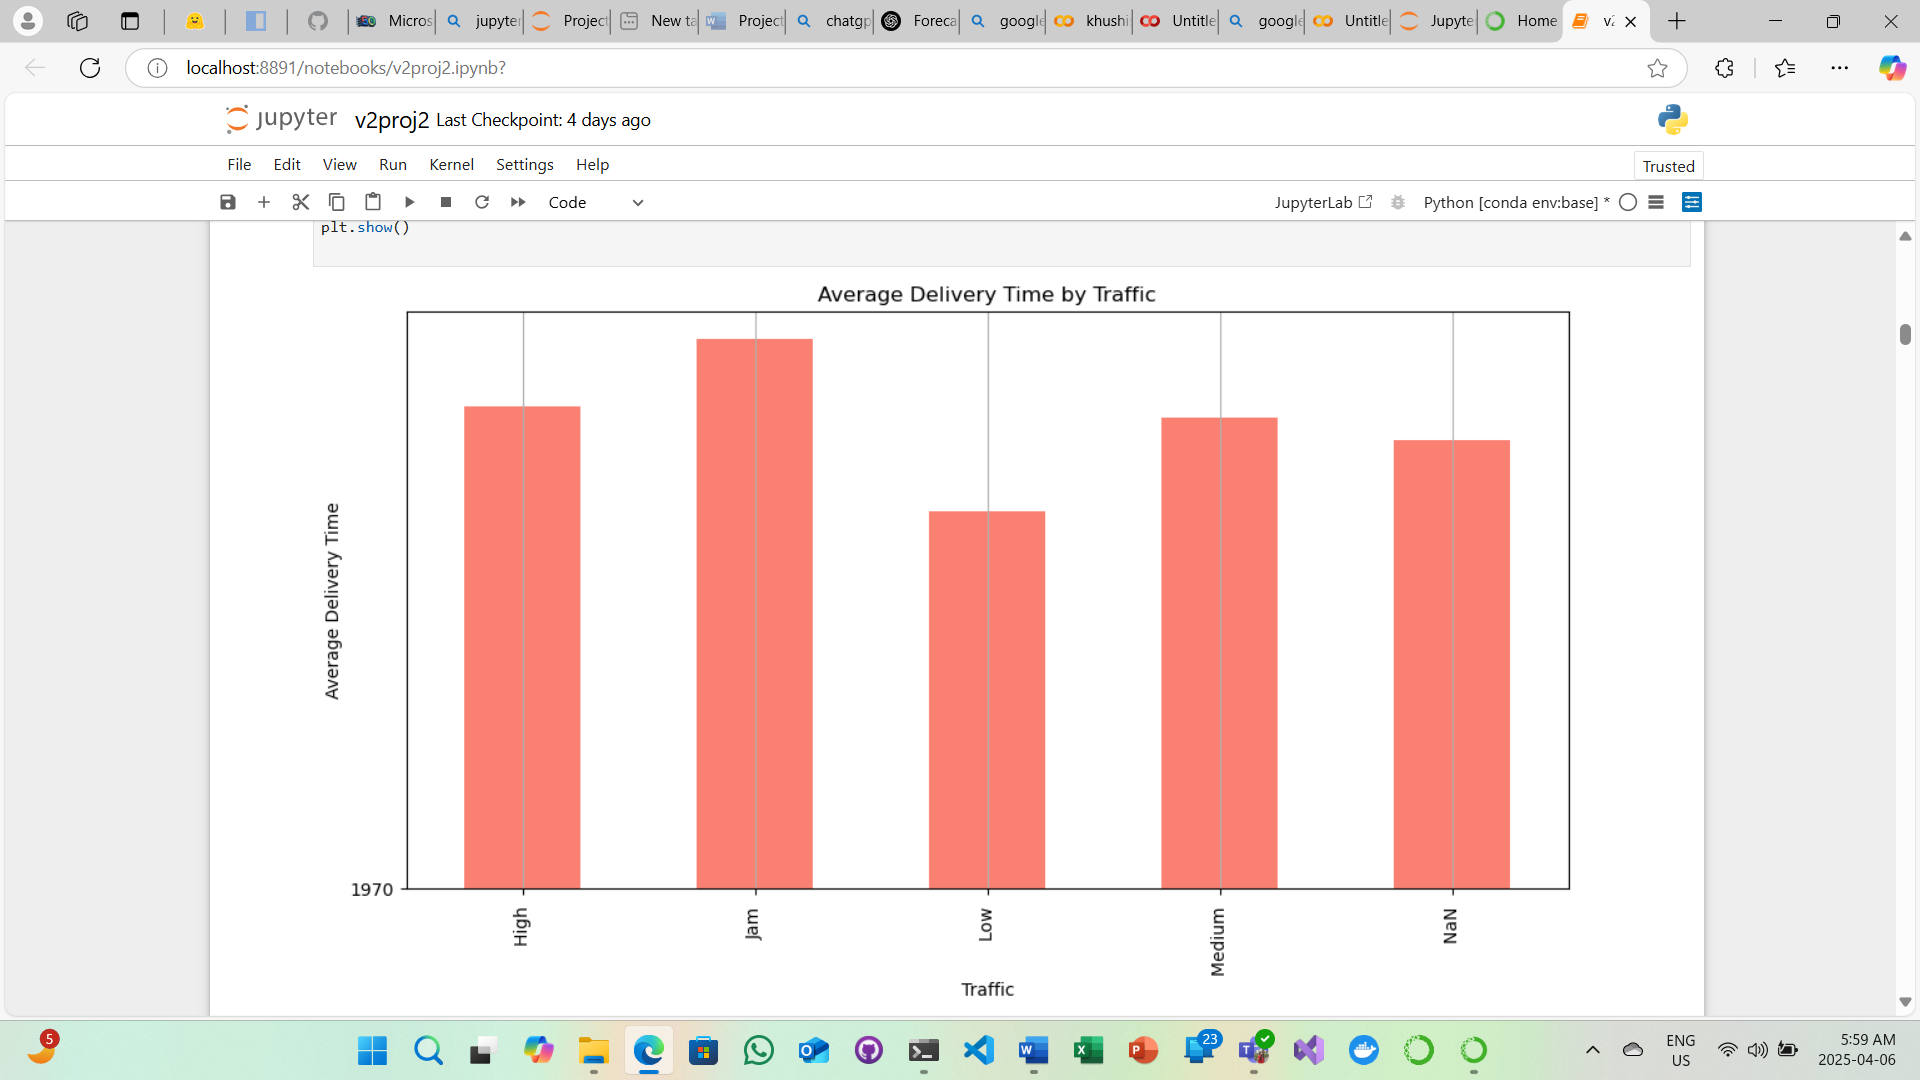 Micros
jupyter
Project
New ta
Project
chatgp
Foreca
google
khushi
Untitle
google
Untitle
Jupyte
Home
v2
localhost:8891/notebooks/v2proj2.ipynb?
jupyter v2proj2 Last Checkpoint: 4 days ago
File Edit View Run Kernel Settings Help
Trusted
Code
JupyterLab
Python [conda env:base] *
plt.show()
Average Delivery Time by Traffic
Average Delivery Time
1970
High
Jam
Low
Medium
NaN
Traffic
5
23
ENG
US
5:59 AM
2025-04-06